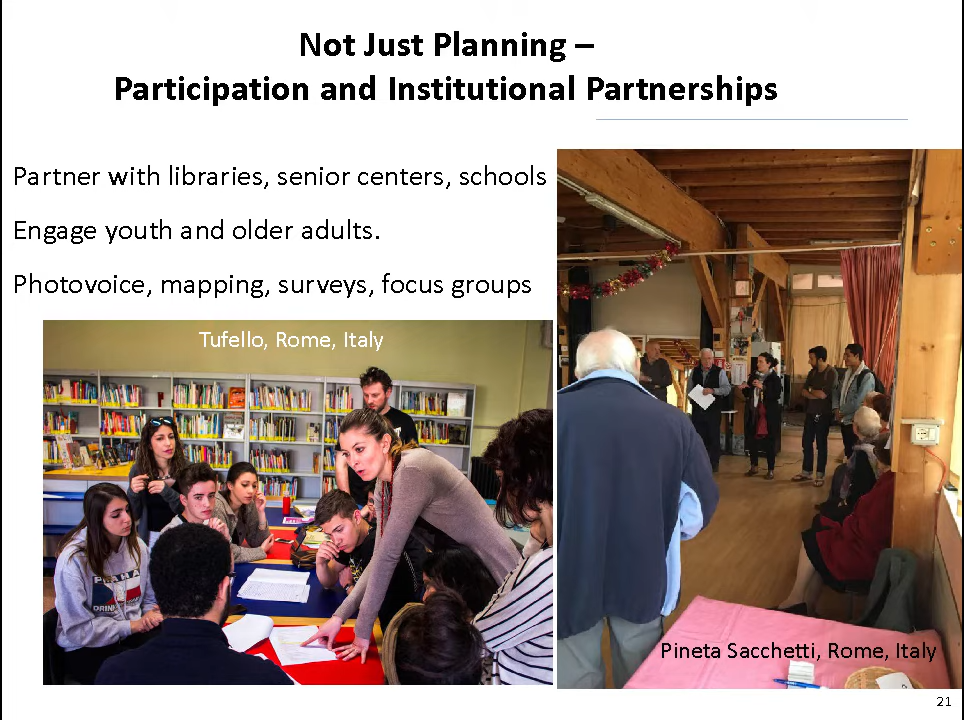 Not Just Planning –
Participation and Institutional Partnerships
Partner with libraries, senior centers, schools
Engage youth and older adults.
Photovoice, mapping, surveys, focus groups
Tufello, Rome, Italy
PRAHA
Pineta Sacchetti, Rome, Italy
21